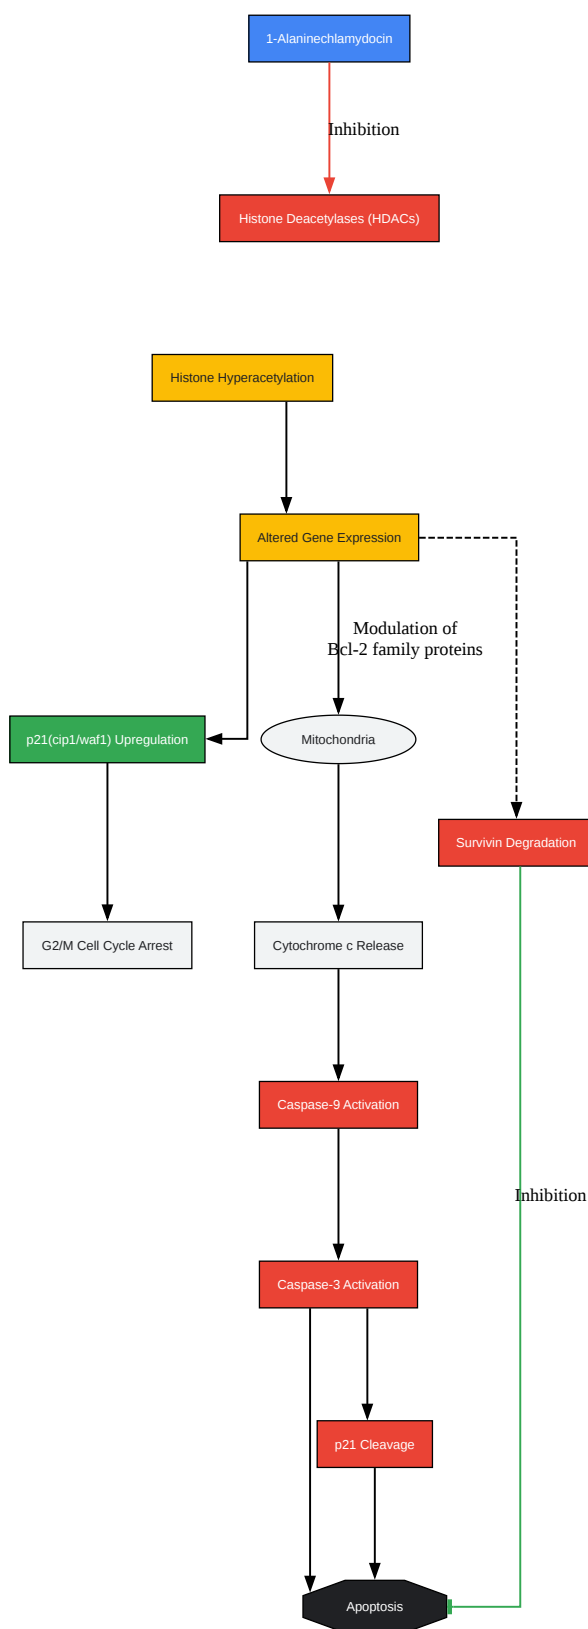 1-Alaninechlamydocin
Inhibition
Histone Deacetylases (HDACs)
Histone Hyperacetylation
Altered Gene Expression
Modulation of
Bcl-2 family proteins
p21(cip1/waf1) Upregulation
Mitochondria
Survivin Degradation
G2/M Cell Cycle Arrest
Cytochrome c Release
Caspase-9 Activation
Inhibition
Caspase-3 Activation
p21 Cleavage
Apoptosis